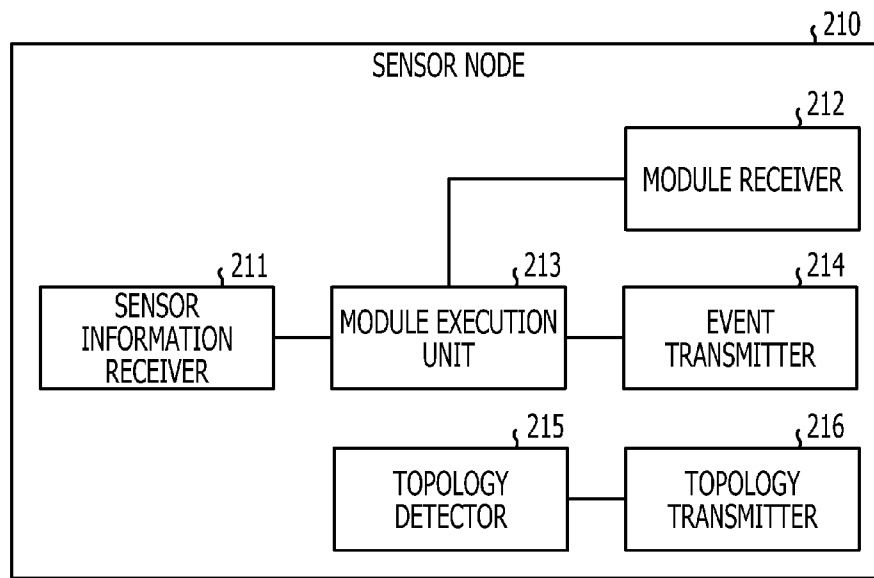 210
SENSOR NODE
212
MODULE RECEIVER
211
SENSOR
INFORMATION
RECEIVER
213
MODULE EXECUTION
UNIT
214
EVENT
TRANSMITTER
215
TOPOLOGY
DETECTOR
216
TOPOLOGY
TRANSMITTER